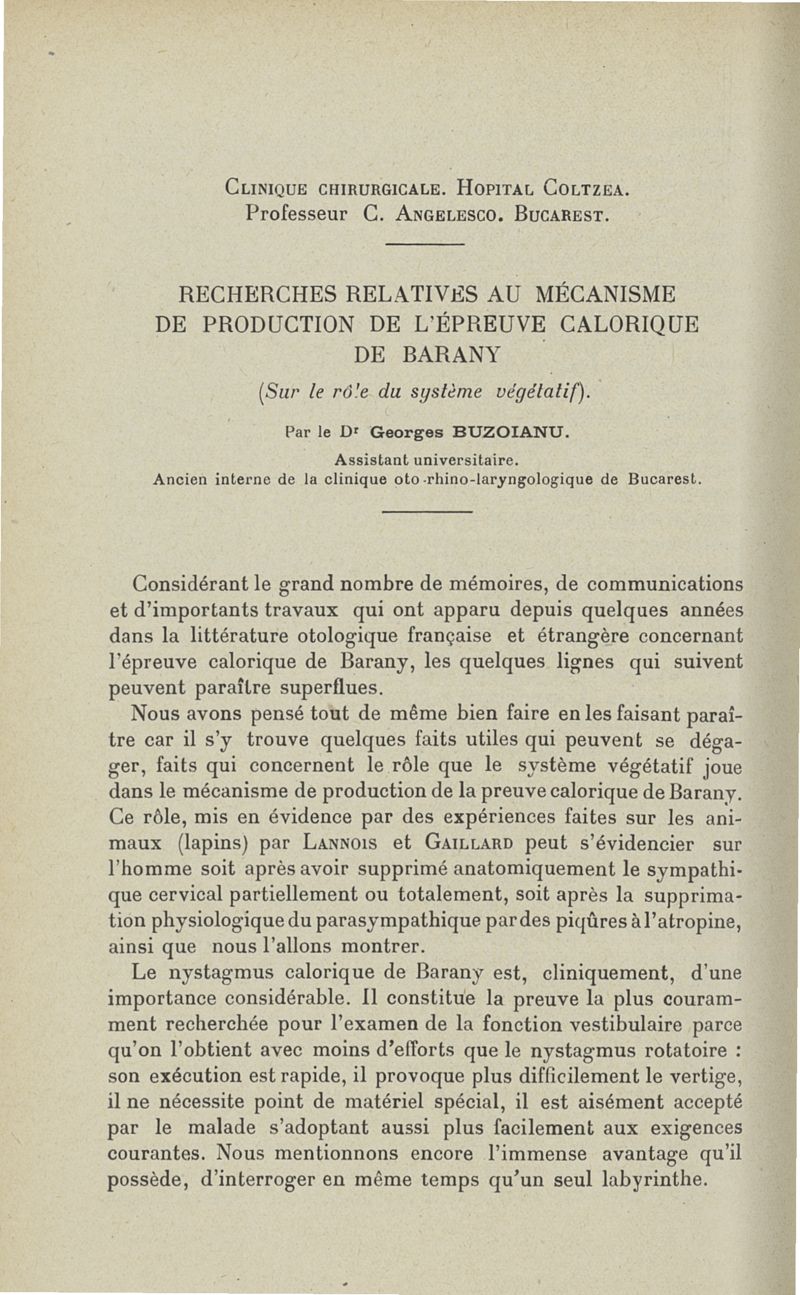 CLINIQUE CHIRURGICALE. HOPITAL COLTZEA.
Professeur C. ANGELESCO. BUCAREST.
RECHERCHES RELATIVES AU MÉCANISME
DE PRODUCTION DE L'ÉPREUVE CALORIQUE
DE BARANY
(Sur le rôle du système végétatif).
Par le Dr Georges BUZOIANU.
Assistant universitaire.
Ancien interne de la clinique oto-rhino-laryngologique de Bucarest.
Considérant le grand nombre de mémoires, de communications
et d'importants travaux qui ont apparu depuis quelques années
dans la littérature otologique française et étrangère concernant
l'épreuve calorique de Barany, les quelques lignes qui suivent
peuvent paraître superflues.
Nous avons pensé tout de même bien faire en les faisant paraî-
tre car il s'y trouve quelques faits utiles qui peuvent se déga-
ger, faits qui concernent le rôle que le système végétatif joue
dans le mécanisme de production de la preuve calorique de Barany.
Ce rôle, mis en évidence par des expériences faites sur les ani-
maux (lapins) par LANNOIS et GAILLARD peut s'évidencier sur
l'homme soit après avoir supprimé anatomiquement le sympathi-
que cervical partiellement ou totalement, soit après la supprima-
tion physiologique du parasympathique par des piqûres à l'atropine,
ainsi que nous l'allons montrer.
Le nystagmus calorique de Barany est, cliniquement, d'une
importance considérable. Il constitue la preuve la plus couram-
ment recherchée pour l'examen de la fonction vestibulaire parce
qu'on l'obtient avec moins d'efforts que le nystagmus rotatoire :
son exécution est rapide, il provoque plus difficilement le vertige,
il ne nécessite point de matériel spécial, il est aisément accepté
par le malade s'adoptant aussi plus facilement aux exigences
courantes. Nous mentionnons encore l'immense avantage qu'il
possède, d'interroger en même temps qu'un seul labyrinthe.